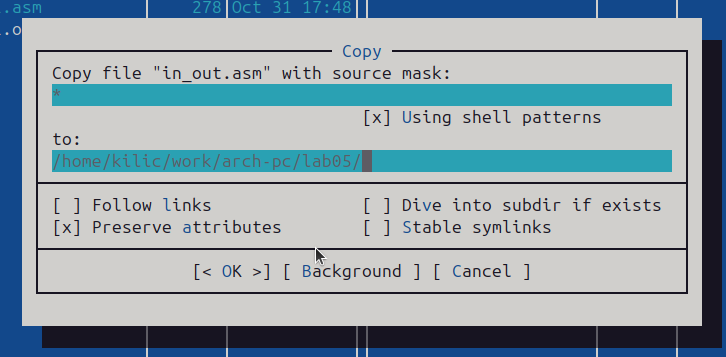 .asm 278 Oct 31 17:48
.o
Copy
Copy file "in_out.asm" with source mask:
*
[x] Using shell patterns
to:
/home/kilic/work/arch-pc/lab05/
[ ] Follow links [ ] Dive into subdir if exists
[x] Preserve attributes [ ] Stable symlinks
[< OK >] [ Background ] [ Cancel ]